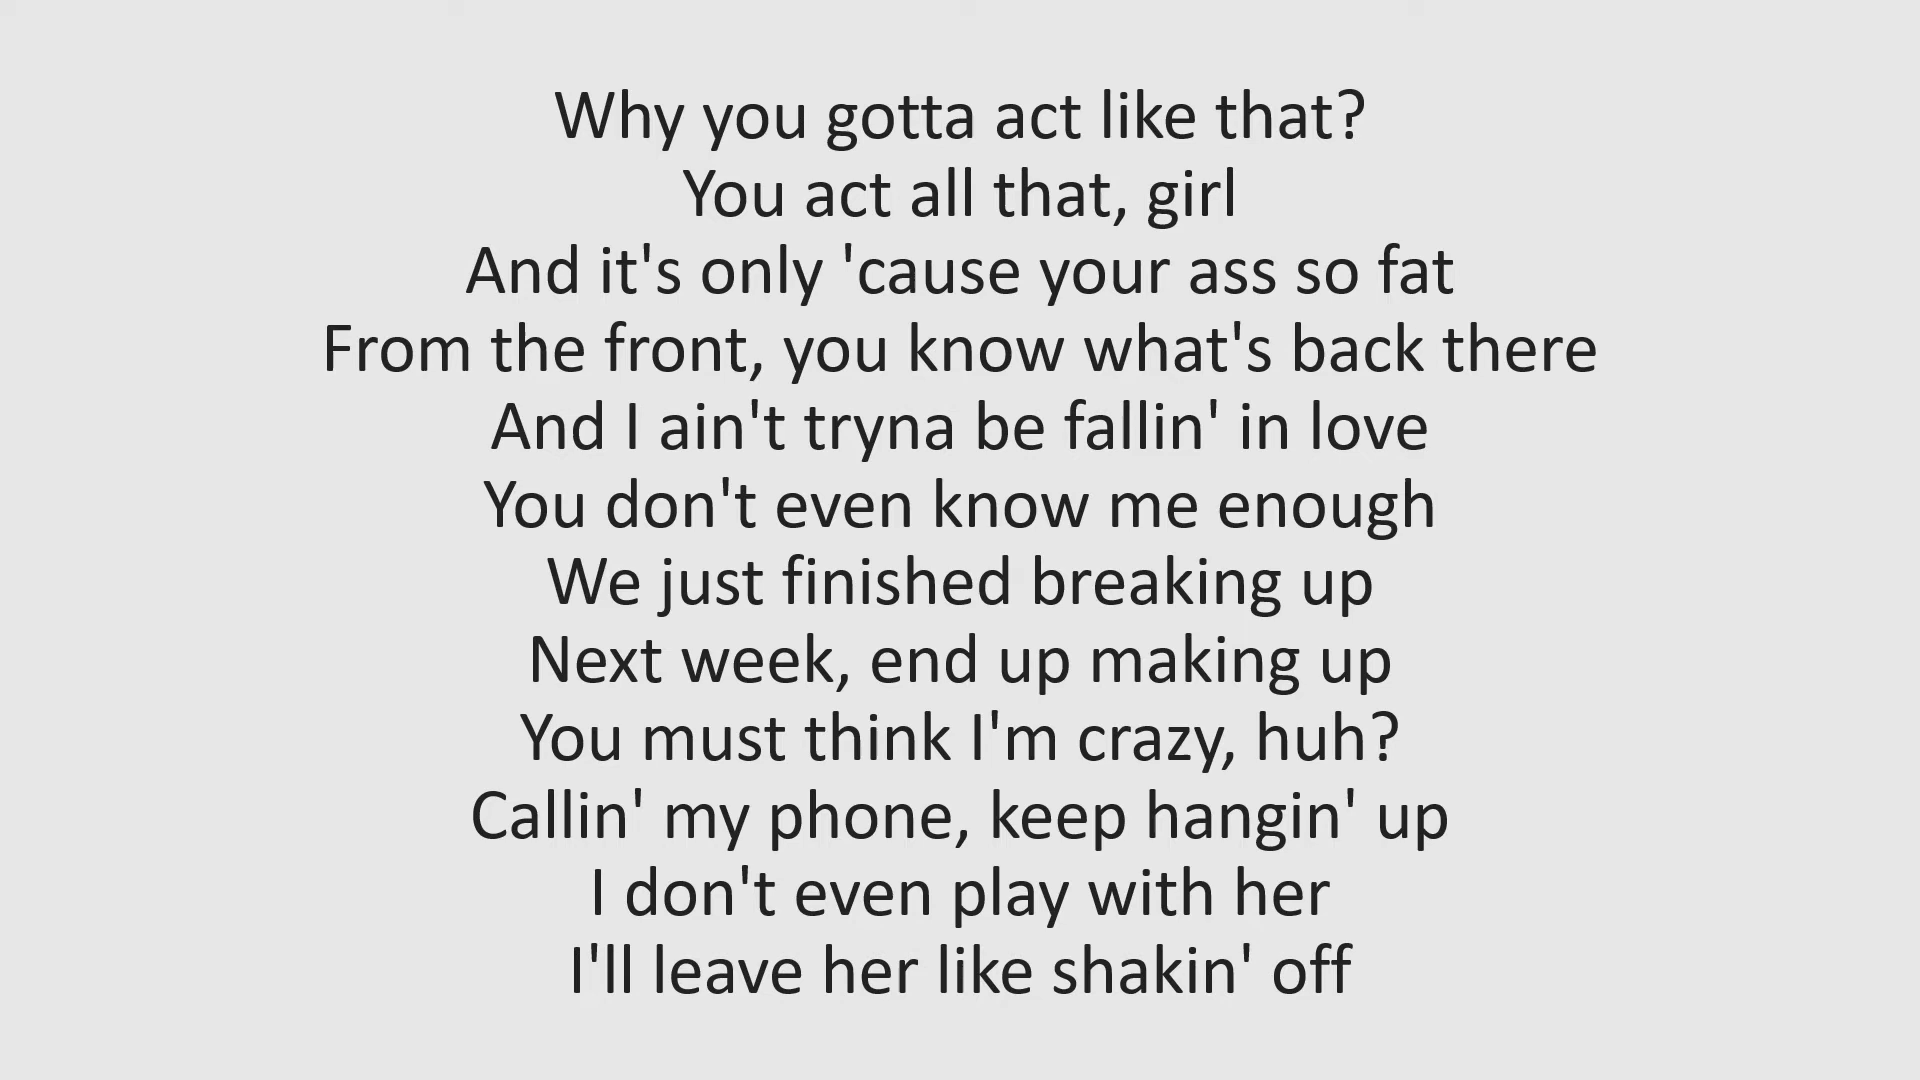 Why you gotta act like that?
You act all that, girl
And it's only 'cause your ass so fat
From the front, you know what's back there
And I ain't tryna be fallin' in love
You don't even know me enough
We just finished breaking up
Next week, end up making up
You must think I'm crazy, huh?
Callin' my phone, keep hangin' up
I don't even play with her
I'll leave her like shakin' off